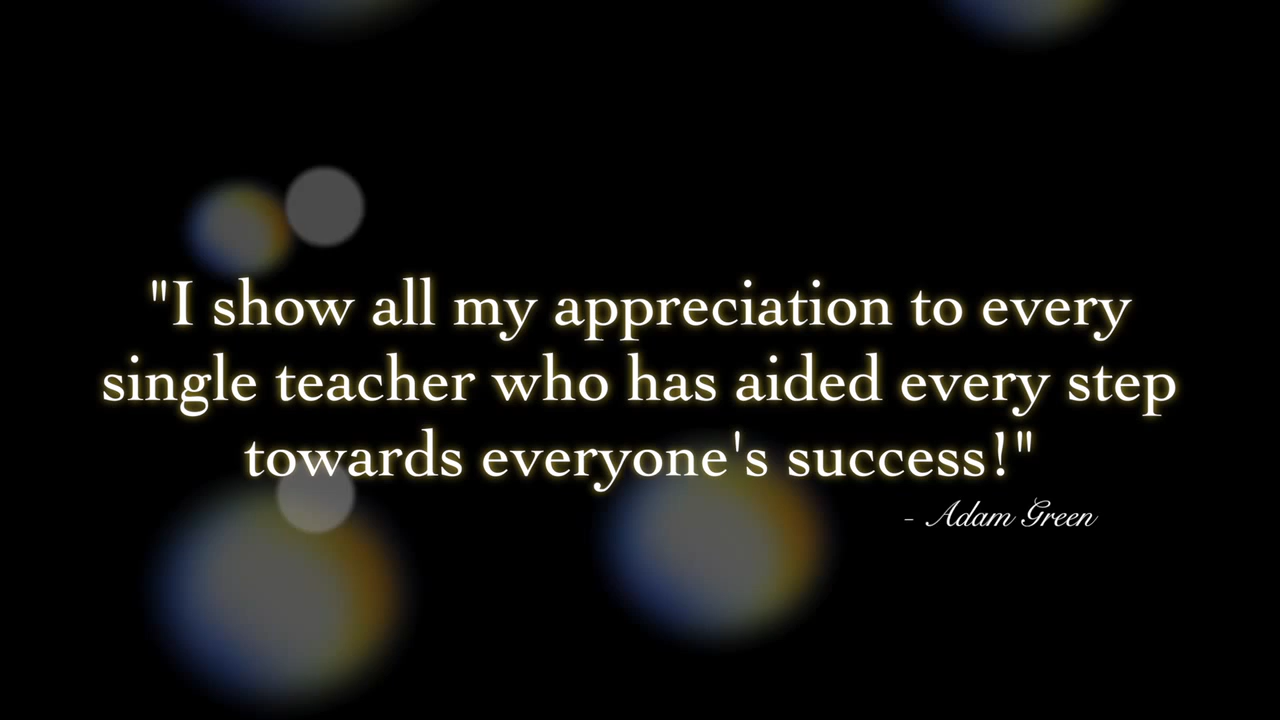 "I show all my appreciation to every
single teacher who has aided every step
towards everyone's success!"
- Adam Green